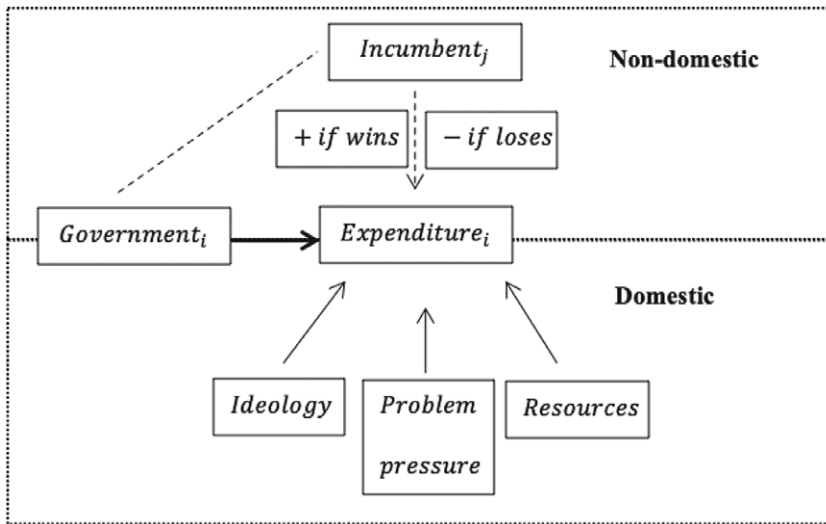 Incumbent_j
Non-domestic
+ if wins
− if loses
Government_i
Expenditure_i
Domestic
Ideology
Problem
pressure
Resources